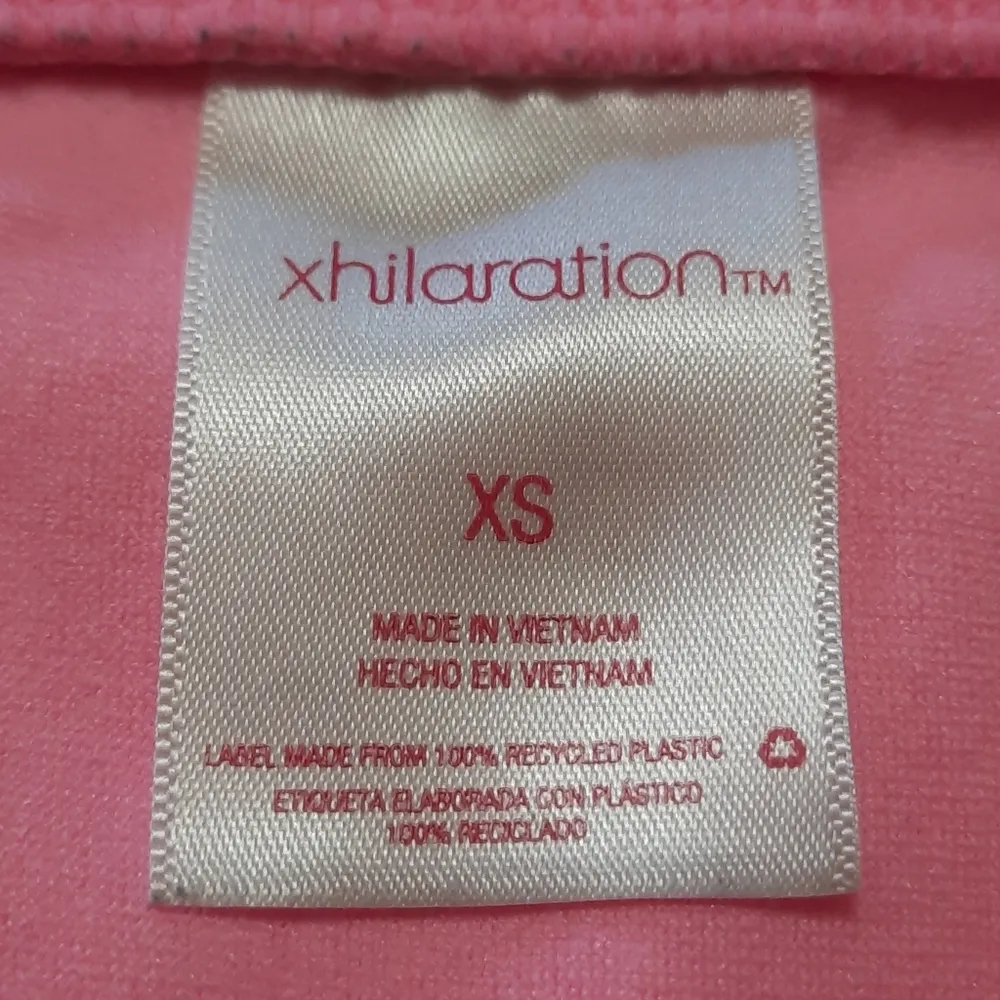 xhilaration™
XS
MADE IN VIETNAM
HECHO EN VIETNAM
LABEL MADE FROM 100% RECYCLED PLASTIC
ETIQUETA ELABORADA CON PLÁSTICO
100% RECICLADO